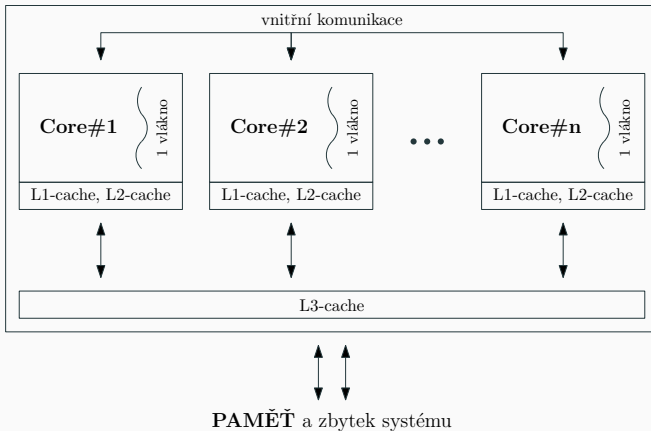 vnitřní komunikace
Core#1
1 vlákno
Core#2
1 vlákno
...
Core#n
1 vlákno
L1-cache, L2-cache
L1-cache, L2-cache
L1-cache, L2-cache
L3-cache
PAMĚŤ a zbytek systému